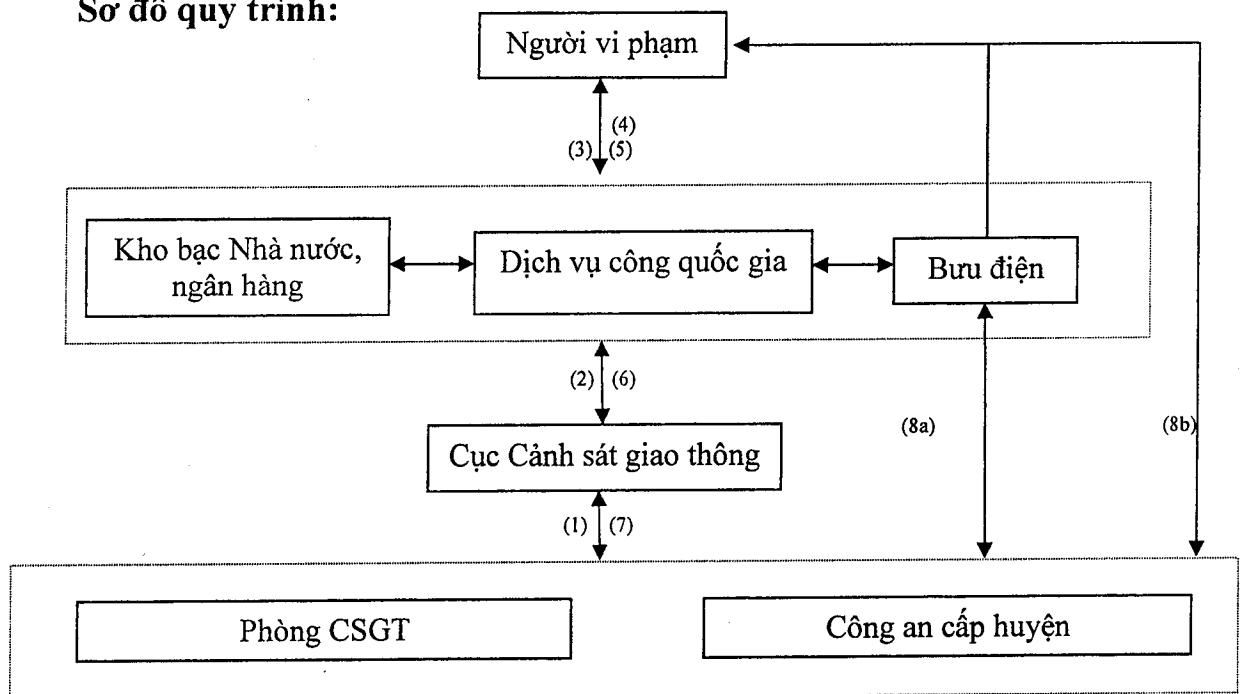 Sơ đồ quy trình:
Người vi phạm
(4)
(3) (5)
Kho bạc Nhà nước,
ngân hàng
Dịch vụ công quốc gia
Bưu điện
(2) (6)
(8a)
(8b)
Cục Cảnh sát giao thông
(1) (7)
Phòng CSGT
Công an cấp huyện